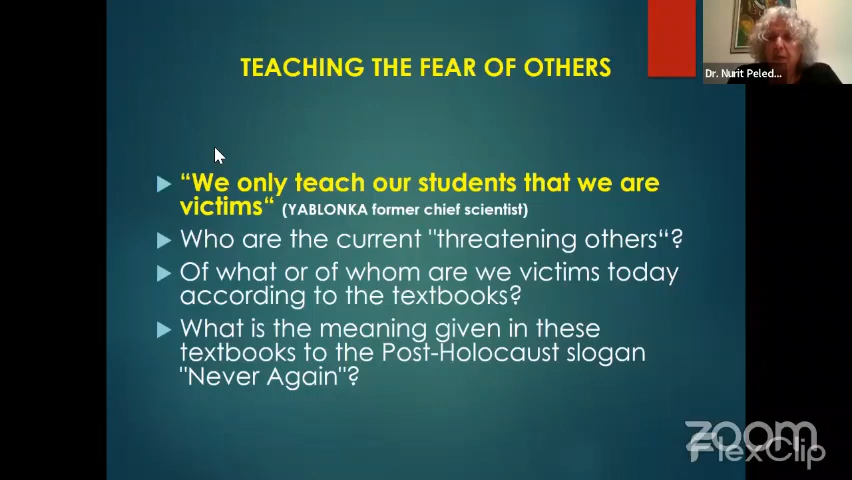 TEACHING THE FEAR OF OTHERS
Dr. Nurit Peled...
“We only teach our students that we are
victims“ (YABLONKA former chief scientist)
Who are the current "threatening others“?
Of what or of whom are we victims today
according to the textbooks?
What is the meaning given in these
textbooks to the Post-Holocaust slogan
"Never Again"?
zoom
FlexClip